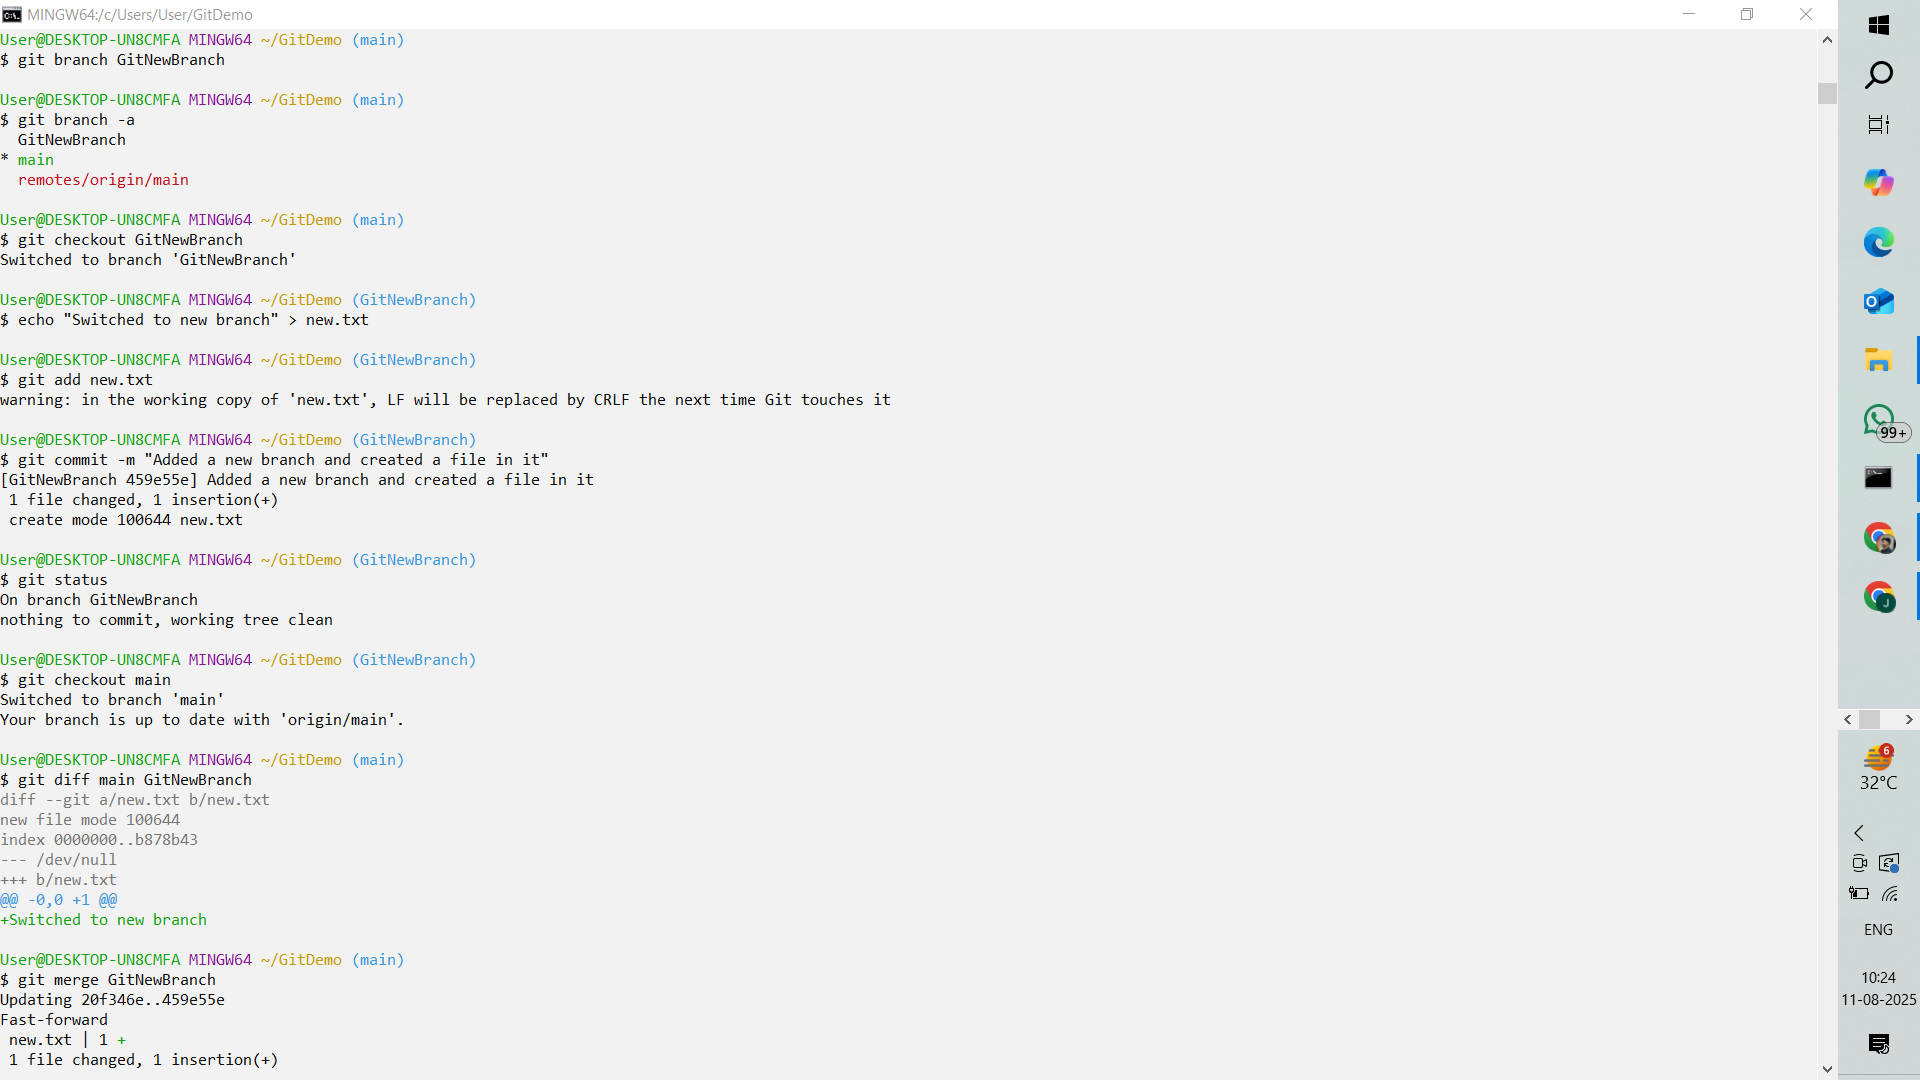 MINGW64:/c/Users/User/GitDemo
User@DESKTOP-UN8CMFA MINGW64 ~/GitDemo (main)
$ git branch GitNewBranch
User@DESKTOP-UN8CMFA MINGW64 ~/GitDemo (main)
$ git branch -a
  GitNewBranch
* main
  remotes/origin/main
User@DESKTOP-UN8CMFA MINGW64 ~/GitDemo (main)
$ git checkout GitNewBranch
Switched to branch 'GitNewBranch'
User@DESKTOP-UN8CMFA MINGW64 ~/GitDemo (GitNewBranch)
$ echo "Switched to new branch" > new.txt
User@DESKTOP-UN8CMFA MINGW64 ~/GitDemo (GitNewBranch)
$ git add new.txt
warning: in the working copy of 'new.txt', LF will be replaced by CRLF the next time Git touches it
User@DESKTOP-UN8CMFA MINGW64 ~/GitDemo (GitNewBranch)
$ git commit -m "Added a new branch and created a file in it"
[GitNewBranch 459e55e] Added a new branch and created a file in it
 1 file changed, 1 insertion(+)
 create mode 100644 new.txt
User@DESKTOP-UN8CMFA MINGW64 ~/GitDemo (GitNewBranch)
$ git status
On branch GitNewBranch
nothing to commit, working tree clean
User@DESKTOP-UN8CMFA MINGW64 ~/GitDemo (GitNewBranch)
$ git checkout main
Switched to branch 'main'
Your branch is up to date with 'origin/main'.
User@DESKTOP-UN8CMFA MINGW64 ~/GitDemo (main)
$ git diff main GitNewBranch
diff --git a/new.txt b/new.txt
new file mode 100644
index 0000000..b878b43
--- /dev/null
+++ b/new.txt
@@ -0,0 +1 @@
+Switched to new branch
User@DESKTOP-UN8CMFA MINGW64 ~/GitDemo (main)
$ git merge GitNewBranch
Updating 20f346e..459e55e
Fast-forward
 new.txt | 1 +
 1 file changed, 1 insertion(+)
99+
J
6
32°C
ENG
10:24
11-08-2025